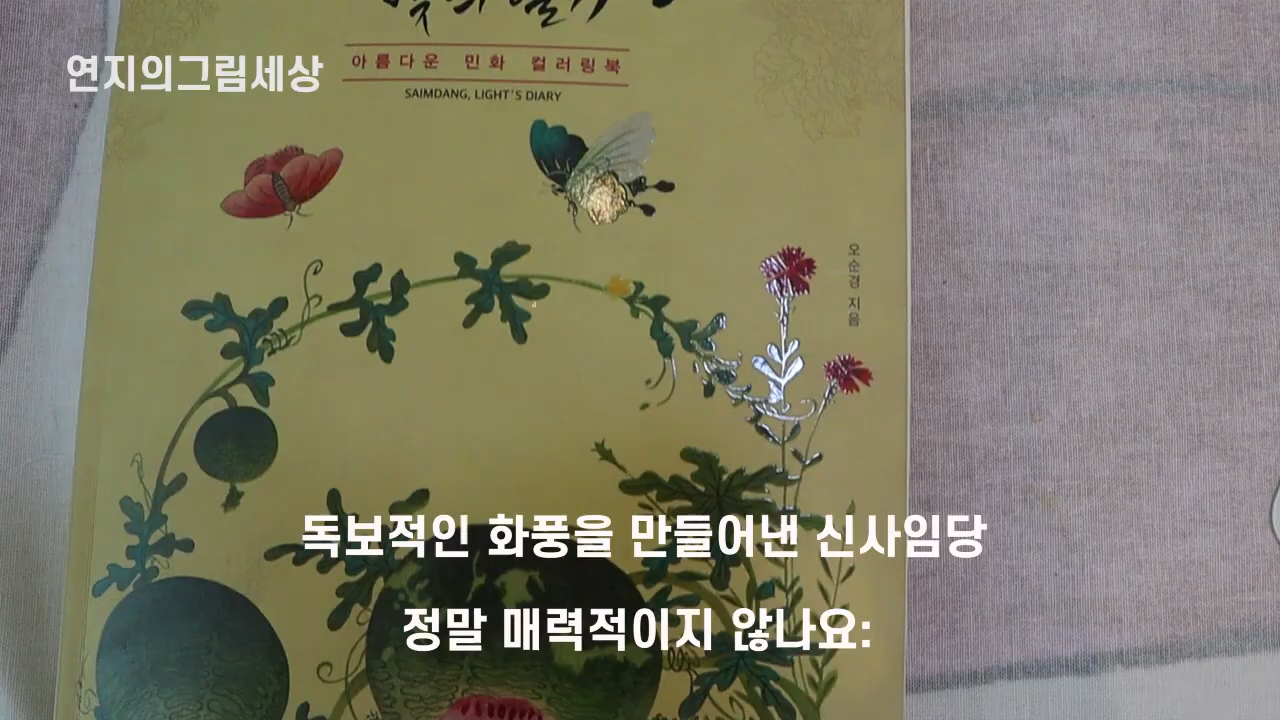 연지의그림세상
아름다운 민화 컬러링북
SAIMDANG, LIGHT'S DIARY
오순경 지음
독보적인 화풍을 만들어낸 신사임당
정말 매력적이지 않나요: